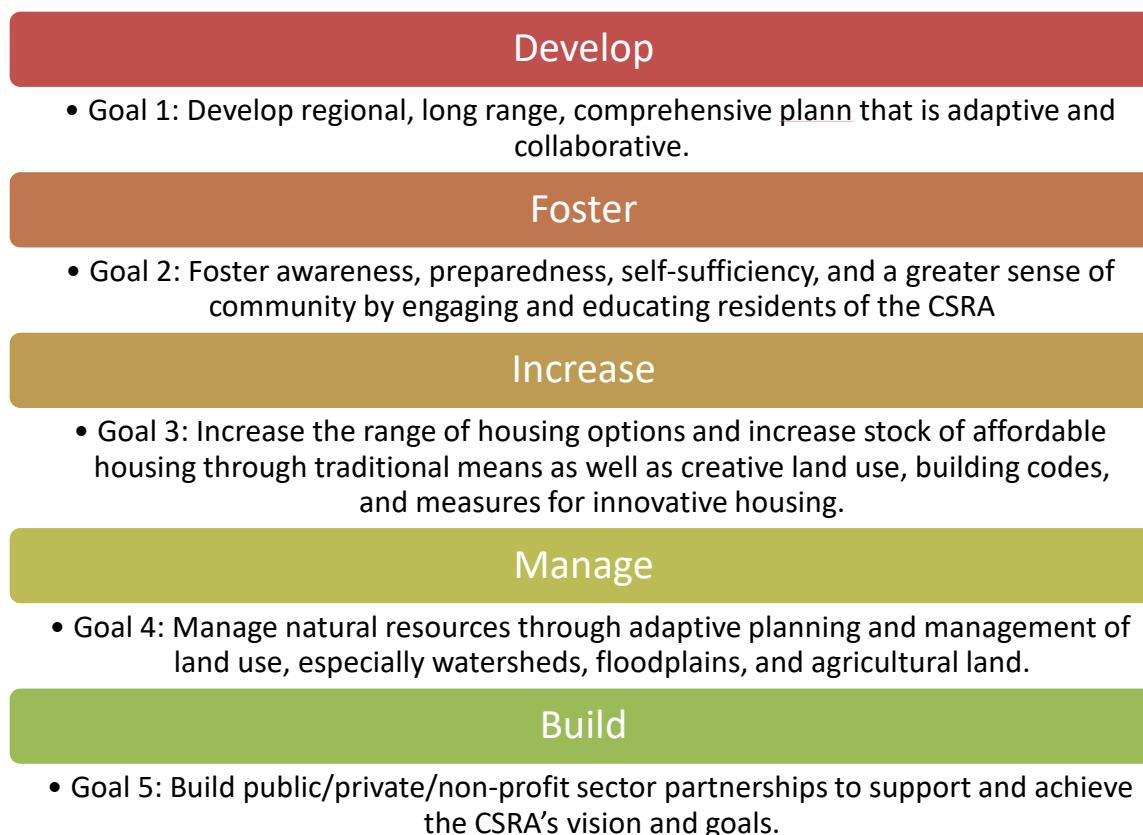 Develop
• Goal 1: Develop regional, long range, comprehensive plann that is adaptive and
collaborative.
Foster
• Goal 2: Foster awareness, preparedness, self-sufficiency, and a greater sense of
community by engaging and educating residents of the CSRA
Increase
• Goal 3: Increase the range of housing options and increase stock of affordable
housing through traditional means as well as creative land use, building codes,
and measures for innovative housing.
Manage
• Goal 4: Manage natural resources through adaptive planning and management of
land use, especially watersheds, floodplains, and agricultural land.
Build
• Goal 5: Build public/private/non-profit sector partnerships to support and achieve
the CSRA’s vision and goals.